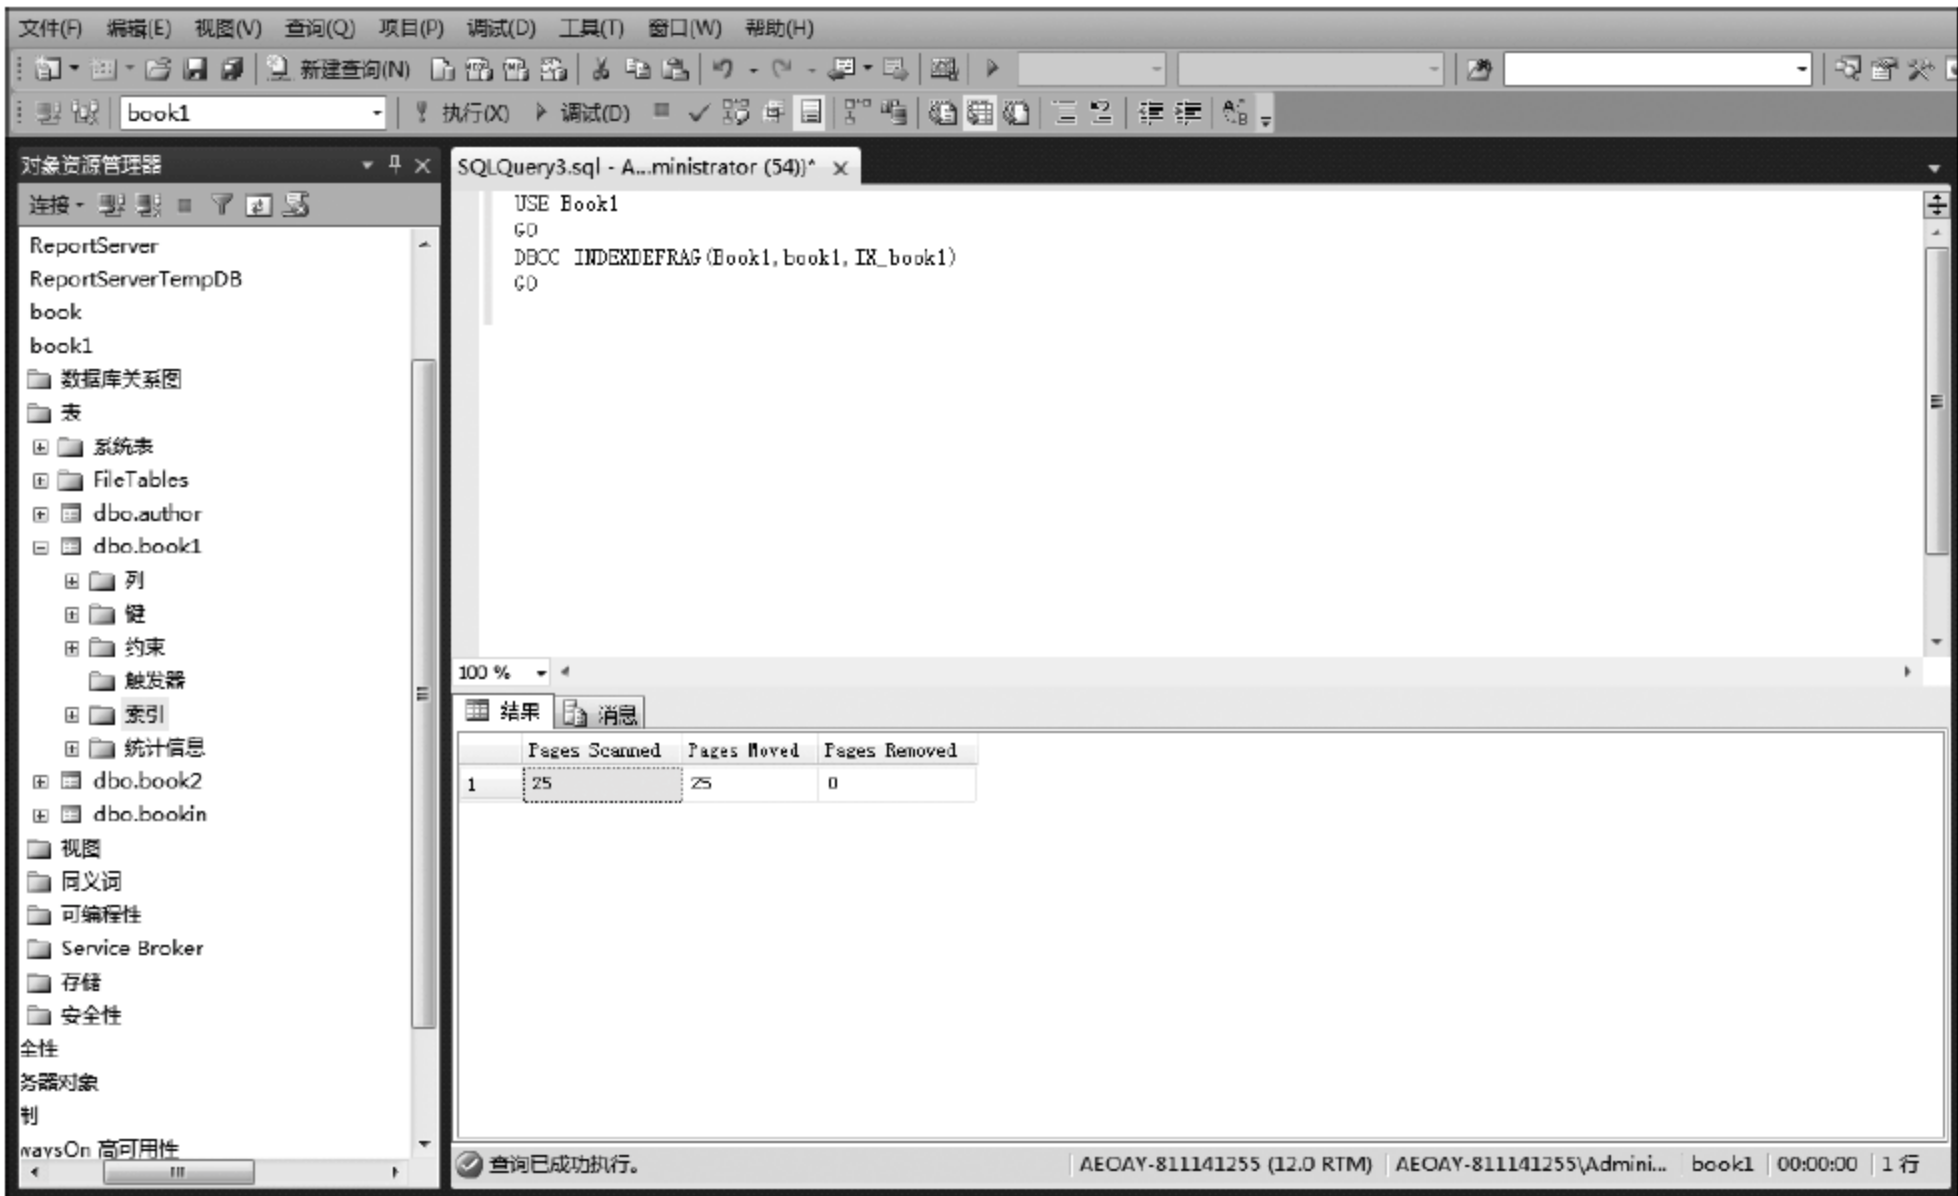 文件(F) 编辑(E) 视图(V) 查询(Q) 项目(P) 调试(D) 工具(T) 窗口(W) 帮助(H)
新建查询(N)
book1 执行(X) 调试(D)
对象资源管理器
连接
ReportServer
ReportServerTempDB
book
book1
数据库关系图
表
系统表
FileTables
dbo.author
dbo.book1
列
键
约束
触发器
索引
统计信息
dbo.book2
dbo.bookin
视图
同义词
可编程性
Service Broker
存储
安全性
全性
务器对象
制
waysOn 高可用性
SQLQuery3.sql - A...ministrator (54))*
USE Book1
GO
DBCC INDEXDEFRAG(Book1,book1,IX_book1)
GO
100 %
结果 消息
Pages Scanned Pages Moved Pages Removed
1 25 25 0
查询已成功执行。 AEOAY-811141255 (12.0 RTM) AEOAY-811141255\Admini... book1 00:00:00 1 行